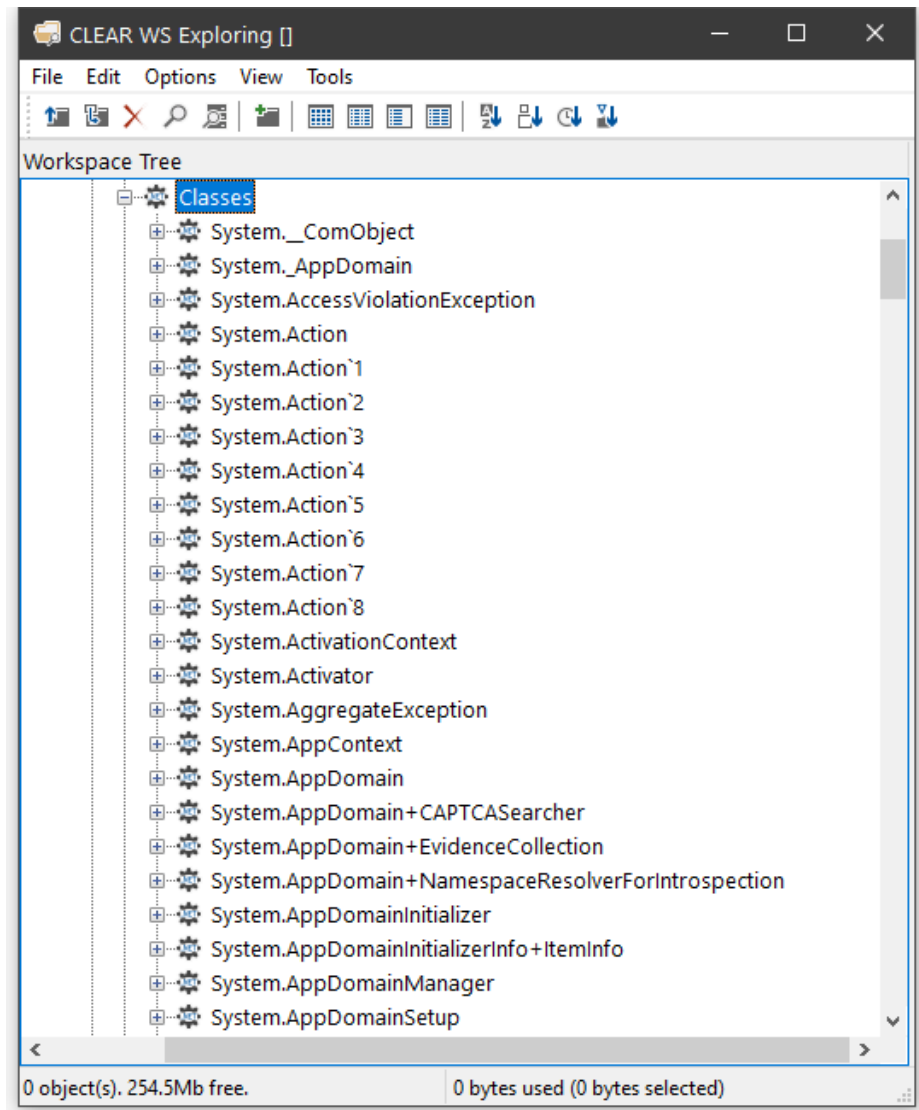 CLEAR WS Exploring []
File Edit Options View Tools
Workspace Tree
Classes
System.__ComObject
System._AppDomain
System.AccessViolationException
System.Action
System.Action`1
System.Action`2
System.Action`3
System.Action`4
System.Action`5
System.Action`6
System.Action`7
System.Action`8
System.ActivationContext
System.Activator
System.AggregateException
System.AppContext
System.AppDomain
System.AppDomain+CAPTCASearcher
System.AppDomain+EvidenceCollection
System.AppDomain+NamespaceResolverForIntrospection
System.AppDomainInitializer
System.AppDomainInitializerInfo+ItemInfo
System.AppDomainManager
System.AppDomainSetup
0 object(s). 254.5Mb free. 0 bytes used (0 bytes selected)